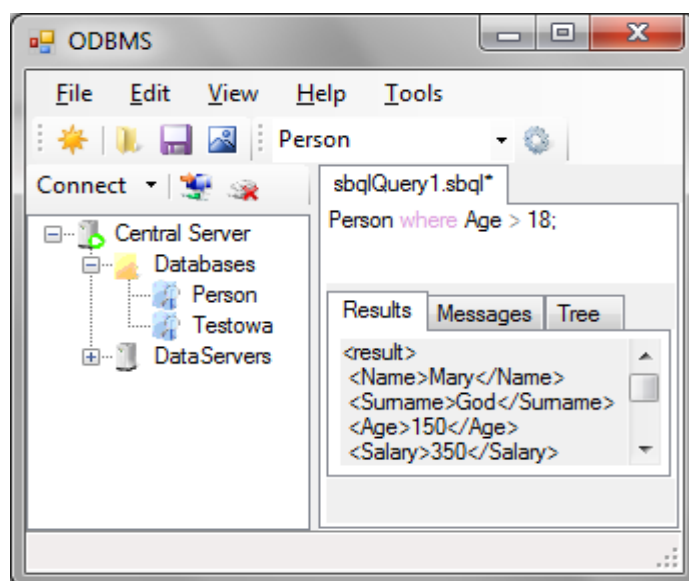 ODBMS
File Edit View Help Tools
Person
Connect
sbqlQuery1.sbql*
Person where Age > 18;
Central Server
Databases
Person
Testowa
DataServers
Results Messages Tree
<result>
<Name>Mary</Name>
<Surname>God</Surname>
<Age>150</Age>
<Salary>350</Salary>